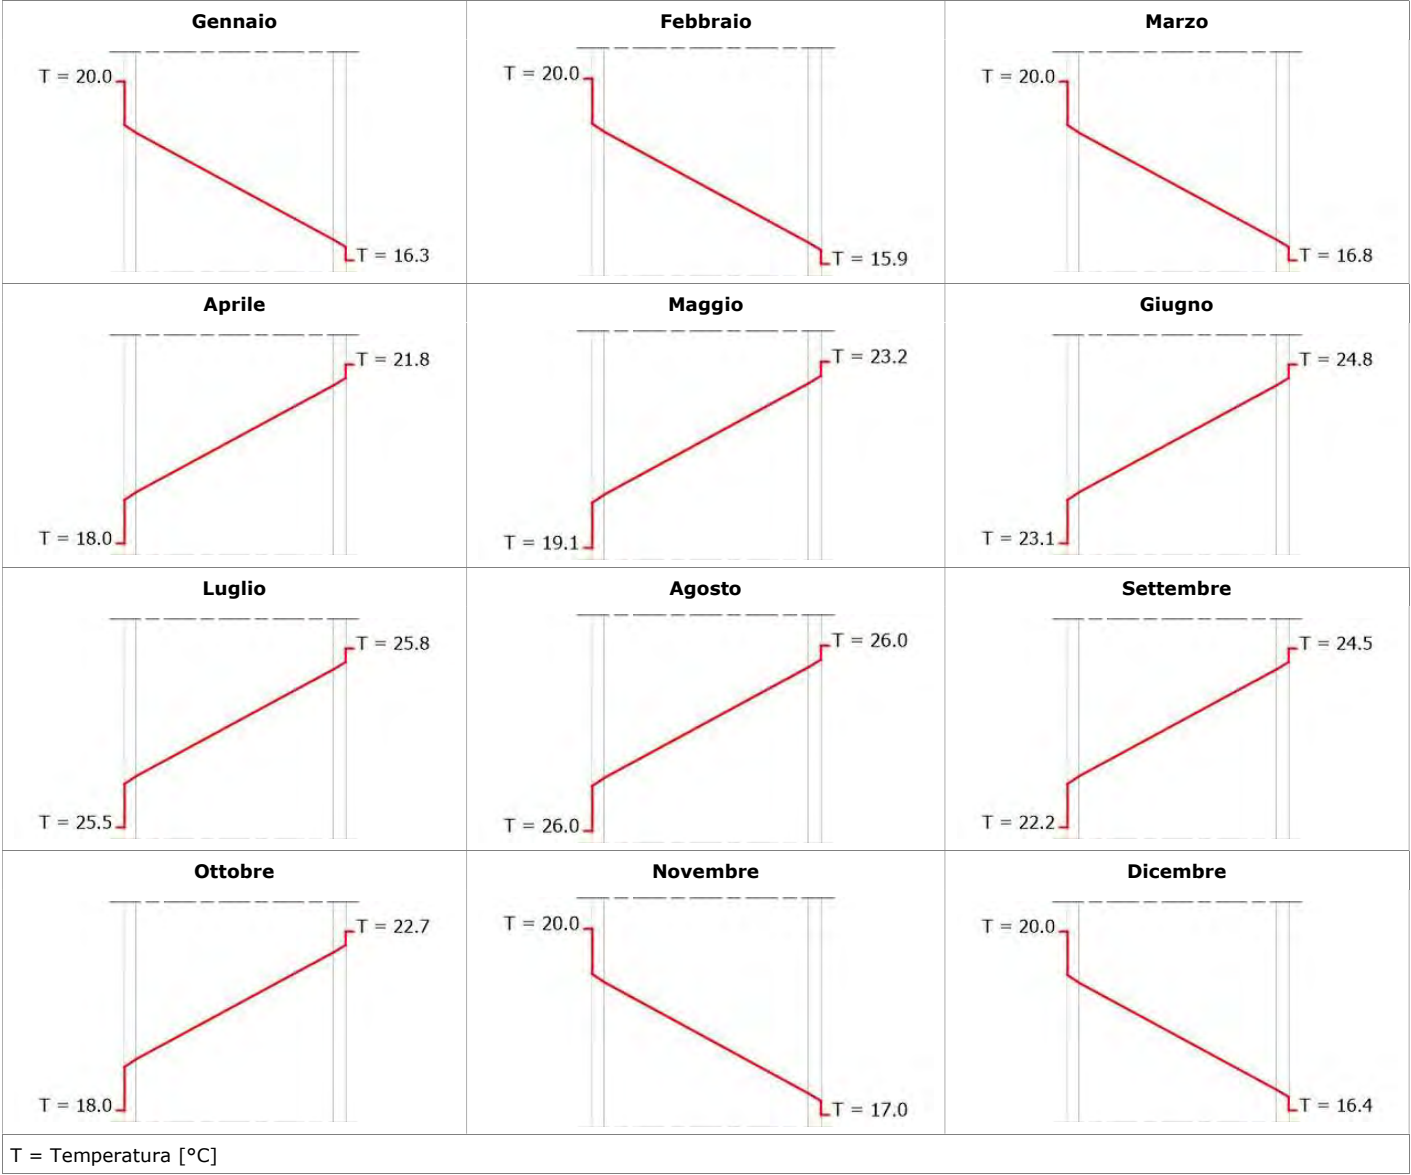 Gennaio
T = 20.0
T = 16.3
Febbraio
T = 20.0
T = 15.9
Marzo
T = 20.0
T = 16.8
Aprile
T = 21.8
T = 18.0
Maggio
T = 23.2
T = 19.1
Giugno
T = 24.8
T = 23.1
Luglio
T = 25.8
T = 25.5
Agosto
T = 26.0
T = 26.0
Settembre
T = 24.5
T = 22.2
Ottobre
T = 22.7
T = 18.0
Novembre
T = 20.0
T = 17.0
Dicembre
T = 20.0
T = 16.4
T = Temperatura [°C]